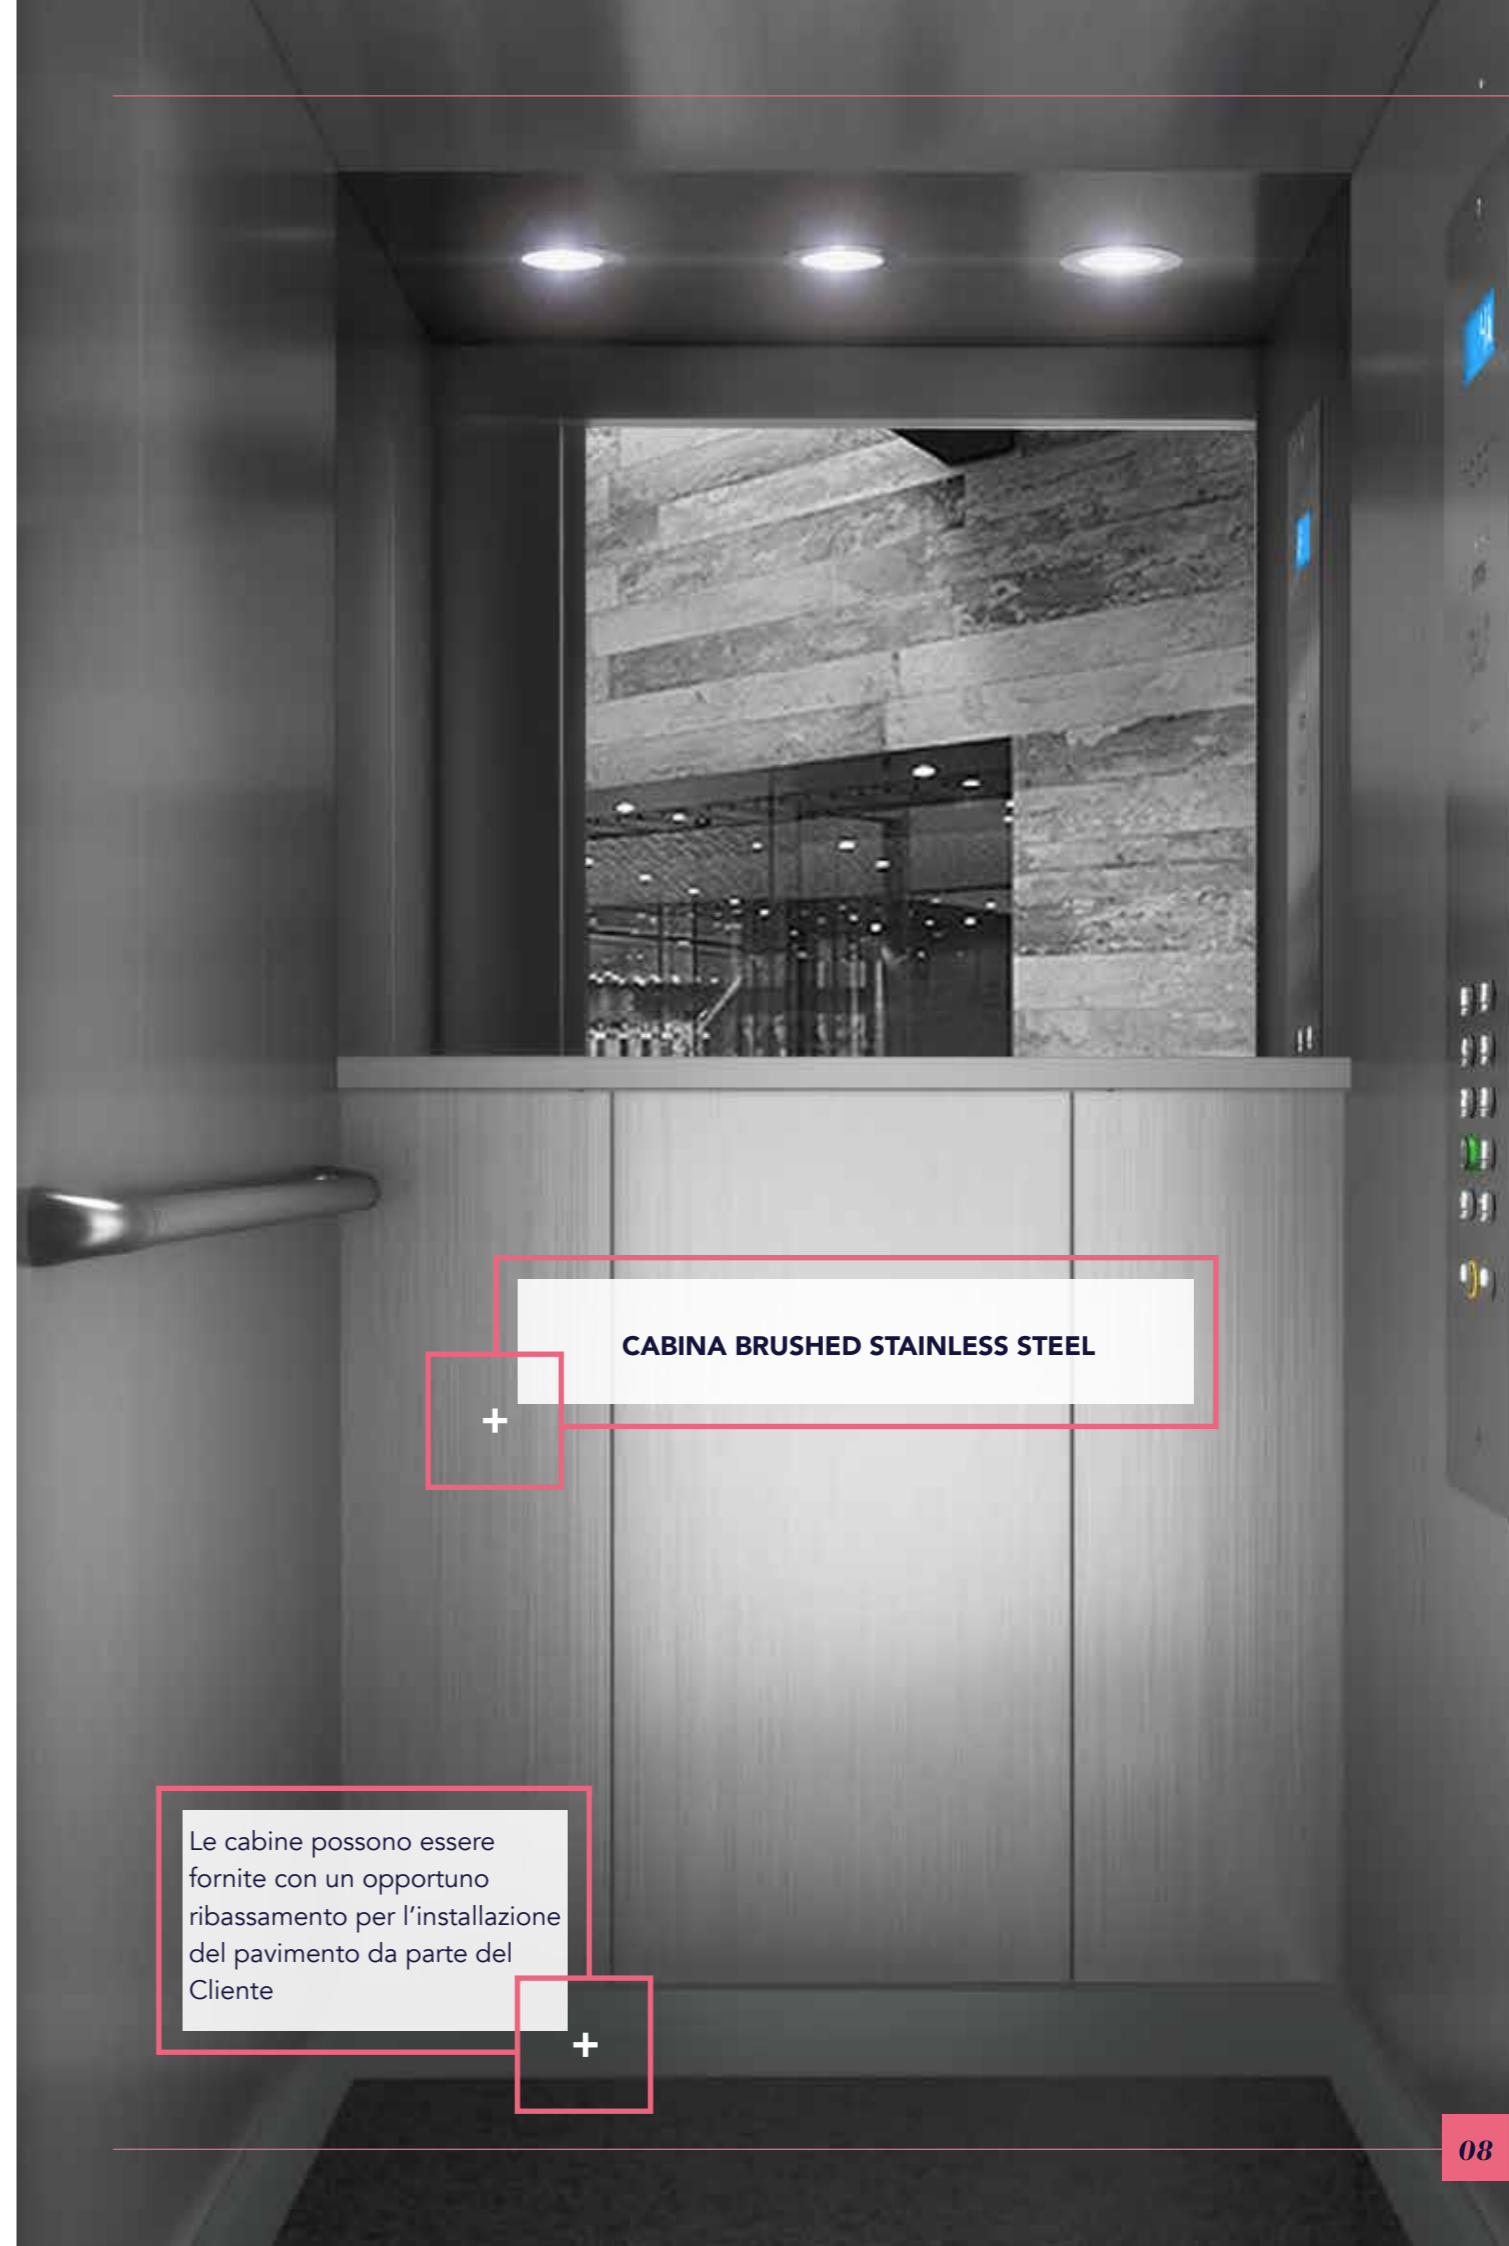 CABINA BRUSHED STAINLESS STEEL
+
Le cabine possono essere
fornite con un opportuno
ribassamento per l’installazione
del pavimento da parte del
Cliente
+
08